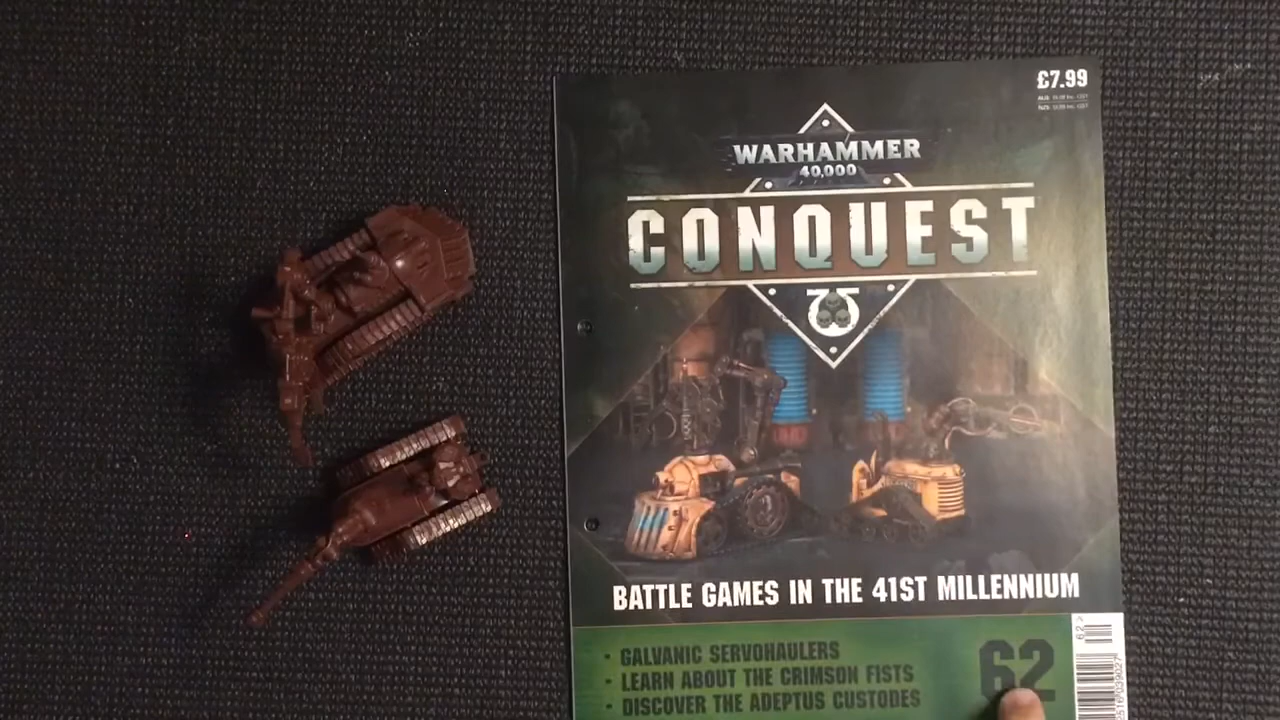 £7.99
WARHAMMER
40,000
CONQUEST
BATTLE GAMES IN THE 41ST MILLENNIUM
· GALVANIC SERVOHAULERS
· LEARN ABOUT THE CRIMSON FISTS
· DISCOVER THE ADEPTUS CUSTODES
62
62